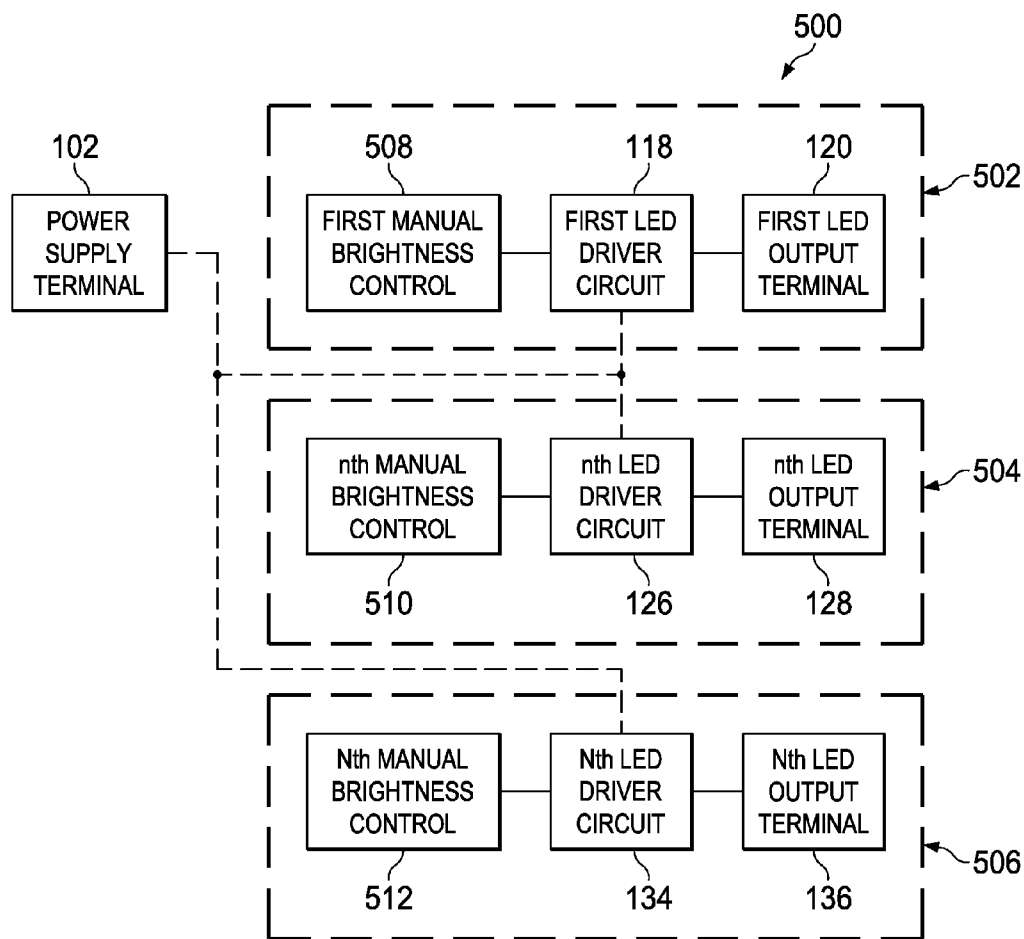 500
102
508
118
120
502
POWER
SUPPLY
TERMINAL
FIRST MANUAL
BRIGHTNESS
CONTROL
FIRST LED
DRIVER
CIRCUIT
FIRST LED
OUTPUT
TERMINAL
nth MANUAL
BRIGHTNESS
CONTROL
nth LED
DRIVER
CIRCUIT
nth LED
OUTPUT
TERMINAL
504
510
126
128
Nth MANUAL
BRIGHTNESS
CONTROL
Nth LED
DRIVER
CIRCUIT
Nth LED
OUTPUT
TERMINAL
506
512
134
136